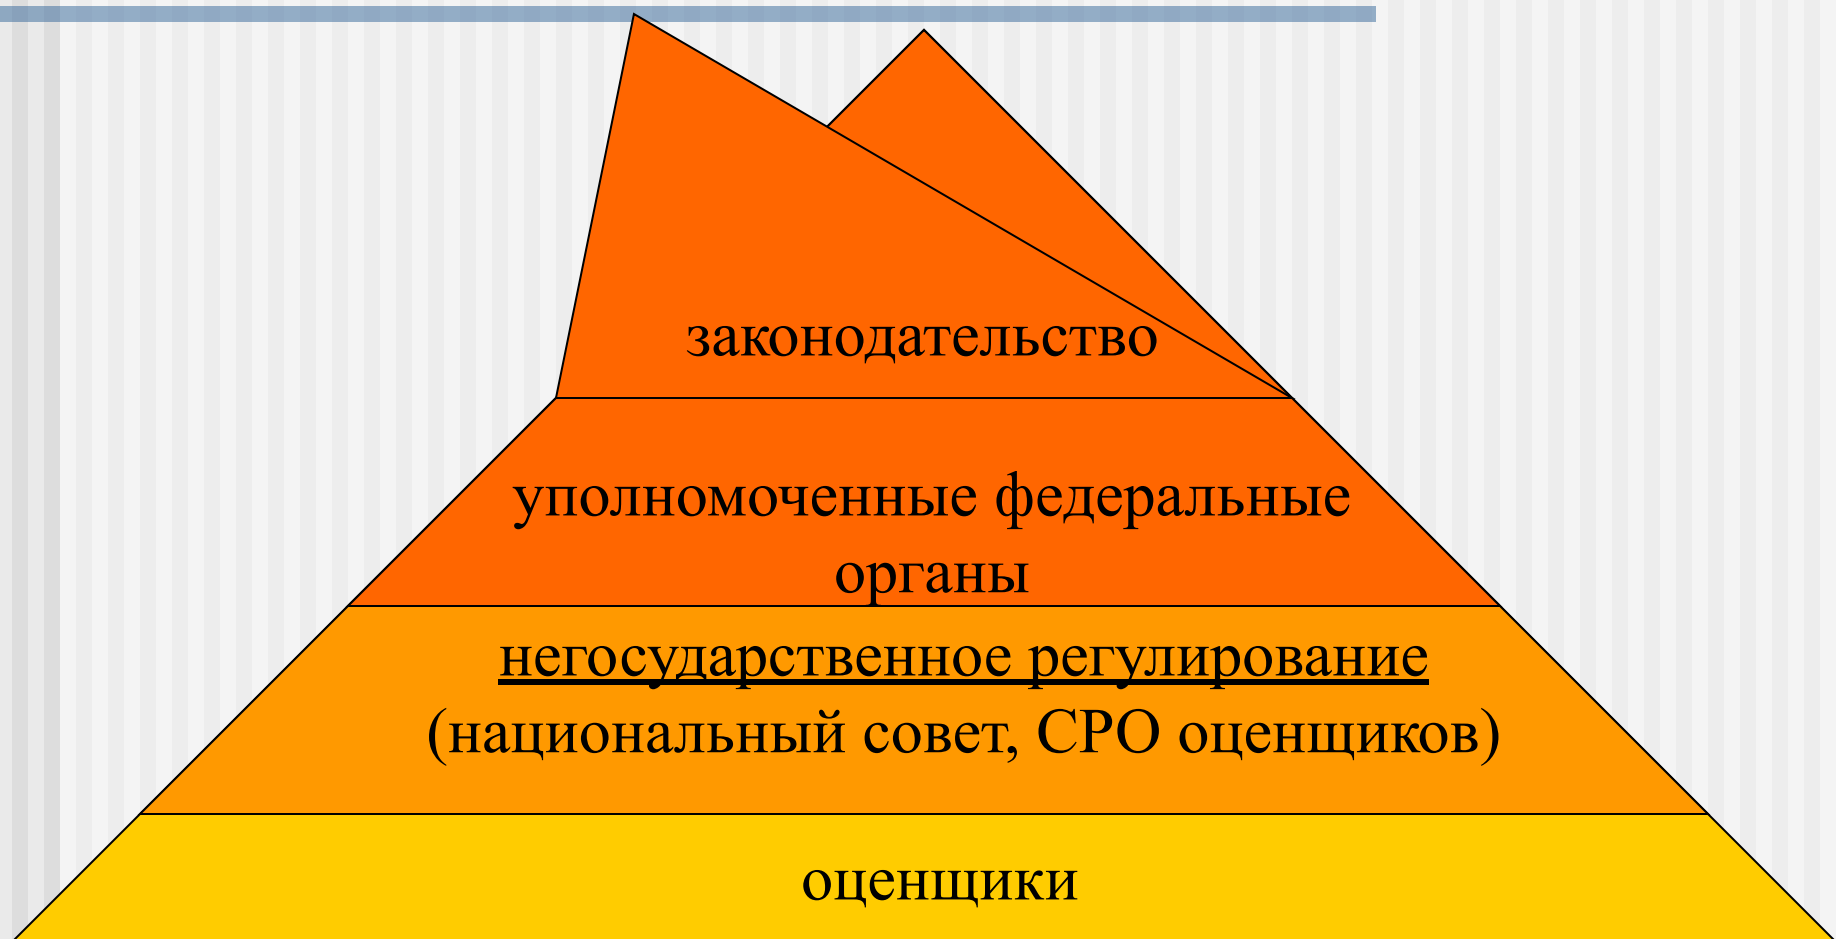 законодательство
уполномоченные федеральные
органы
негосударственное регулирование
(национальный совет, СРО оценщиков)
оценщики